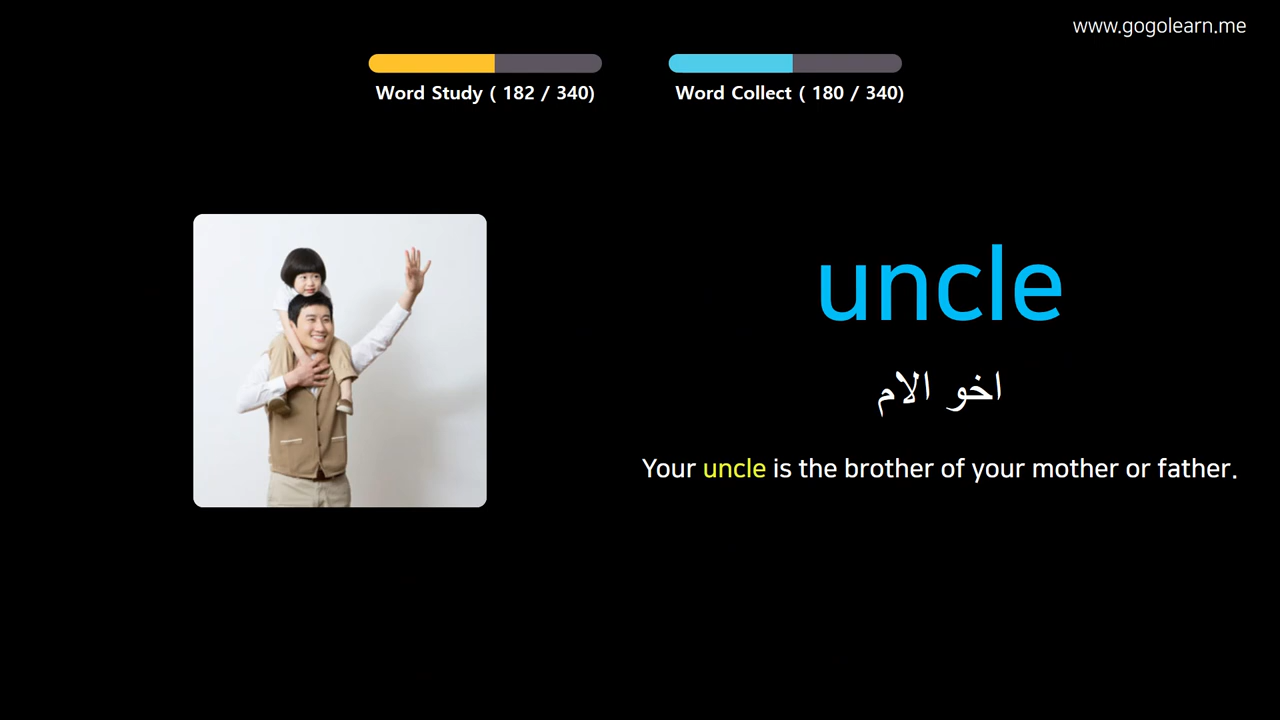 www.gogolearn.me
Word Study ( 182 / 340)
Word Collect ( 180 / 340)
uncle
اخو الام
Your uncle is the brother of your mother or father.